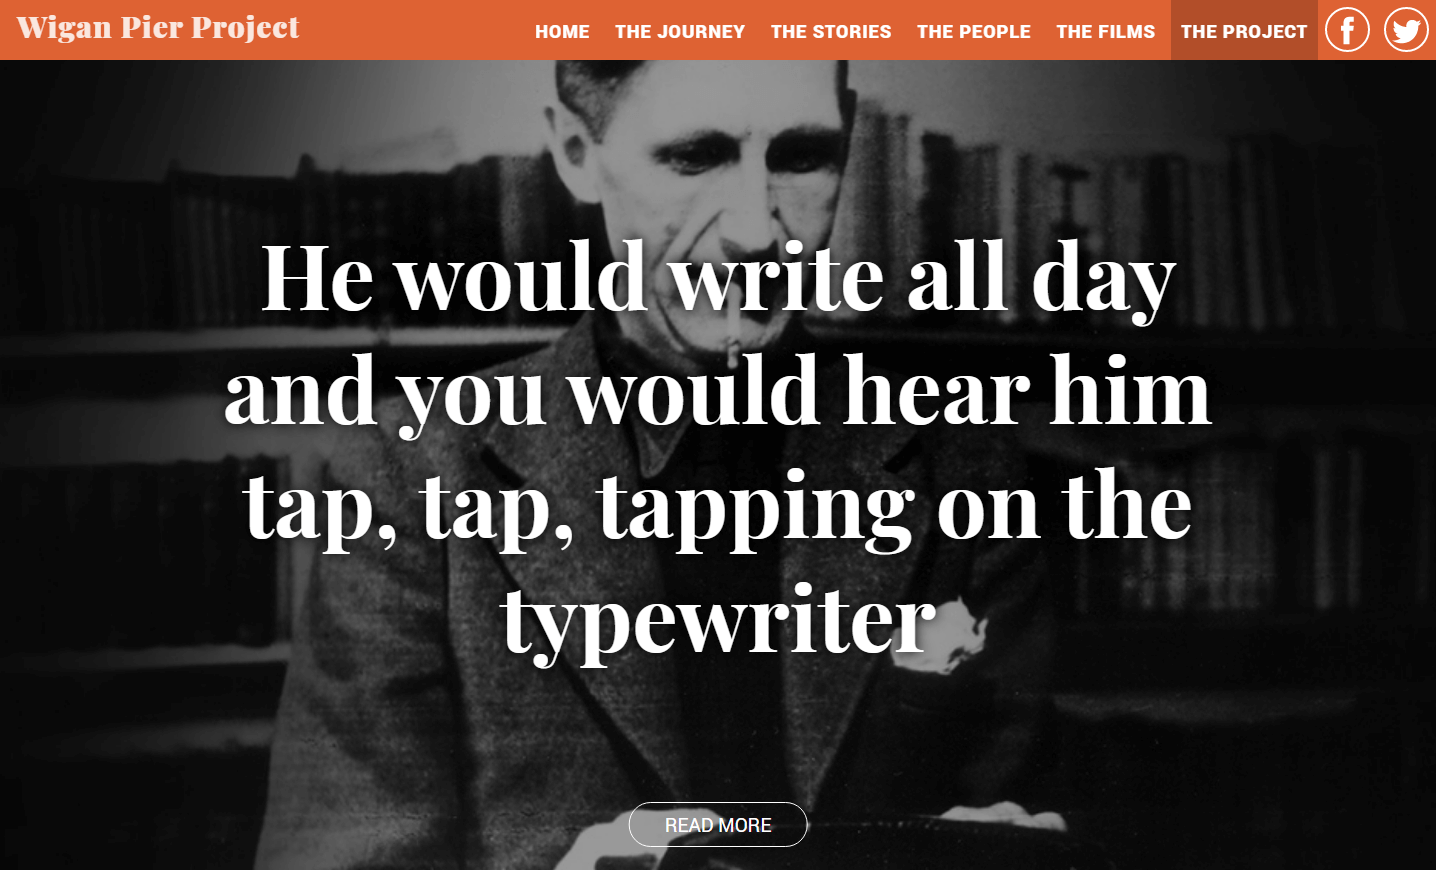 Wigan Pier Project
HOME THE JOURNEY THE STORIES THE PEOPLE THE FILMS THE PROJECT
He would write all day
and you would hear him
tap, tap, tapping on the
typewriter
READ MORE